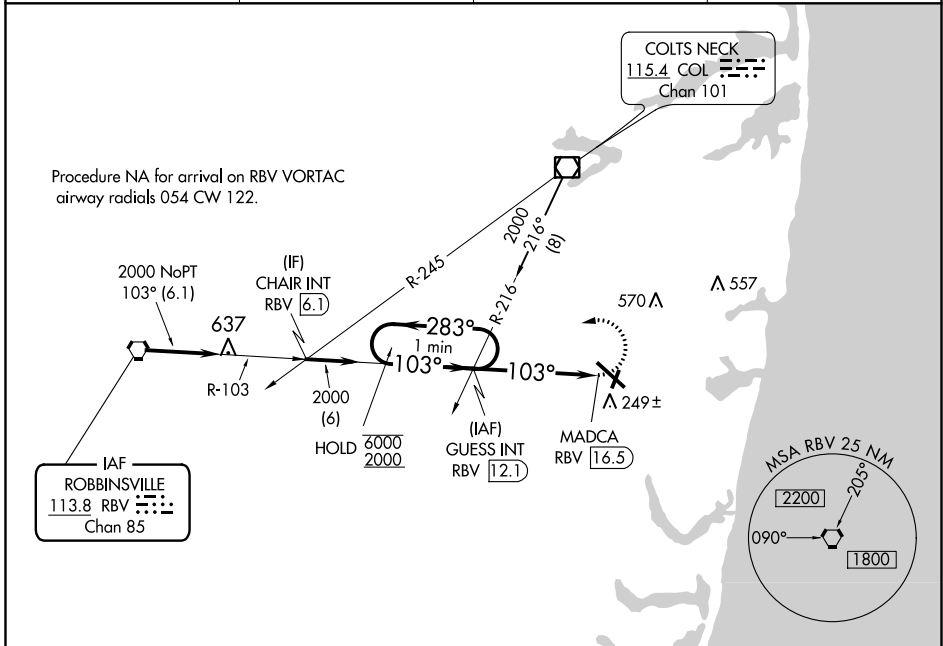 COLTS NECK
115.4 COL
Chan 101
Procedure NA for arrival on RBV VORTAC
airway radials 054 CW 122.
2000
216°
(8)
R-245
R-216
(IF)
CHAIR INT
RBV 6.1
2000 NoPT
103° (6.1)
637
570
557
283°
1 min
103°
103°
R-103
2000
(6)
HOLD 6000
2000
(IAF)
GUESS INT
RBV 12.1
MADCA
RBV 16.5
249±
IAF
ROBBINSVILLE
113.8 RBV
Chan 85
MSA RBV 25 NM
2200
205°
090°
1800